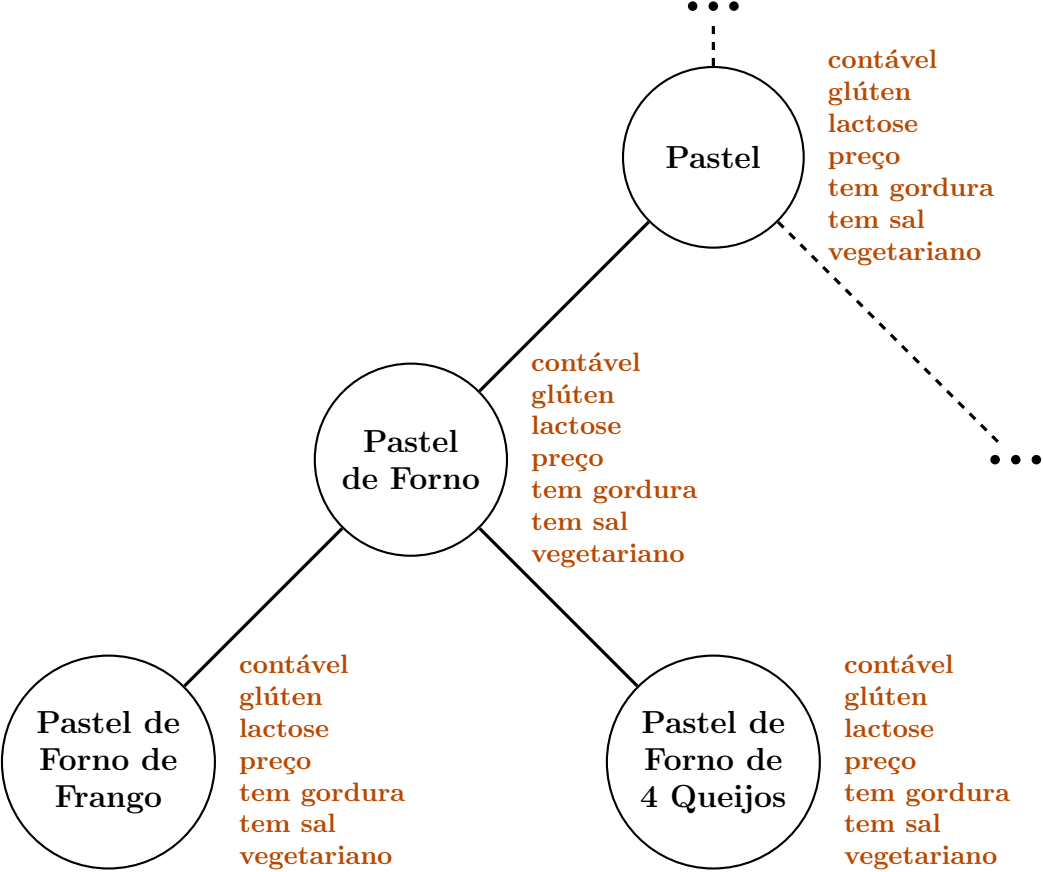 Pastel
contável
glúten
lactose
preço
tem gordura
tem sal
vegetariano
Pastel
de Forno
contável
glúten
lactose
preço
tem gordura
tem sal
vegetariano
Pastel de
Forno de
Frango
contável
glúten
lactose
preço
tem gordura
tem sal
vegetariano
Pastel de
Forno de
4 Queijos
contável
glúten
lactose
preço
tem gordura
tem sal
vegetariano